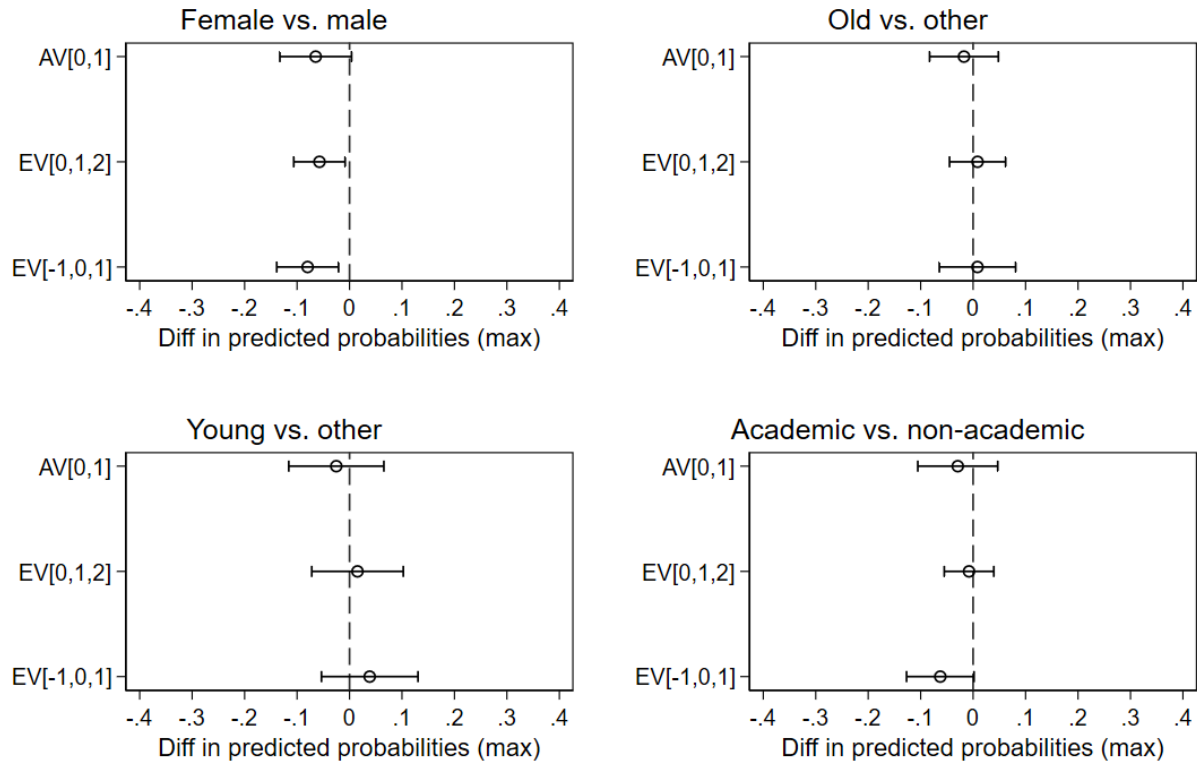 Female vs. male
AV[0,1]
EV[0,1,2]
EV[-1,0,1]
-.4 -.3 -.2 -.1 0 .1 .2 .3 .4
Diff in predicted probabilities (max)
Old vs. other
AV[0,1]
EV[0,1,2]
EV[-1,0,1]
-.4 -.3 -.2 -.1 0 .1 .2 .3 .4
Diff in predicted probabilities (max)
Young vs. other
AV[0,1]
EV[0,1,2]
EV[-1,0,1]
-.4 -.3 -.2 -.1 0 .1 .2 .3 .4
Diff in predicted probabilities (max)
Academic vs. non-academic
AV[0,1]
EV[0,1,2]
EV[-1,0,1]
-.4 -.3 -.2 -.1 0 .1 .2 .3 .4
Diff in predicted probabilities (max)